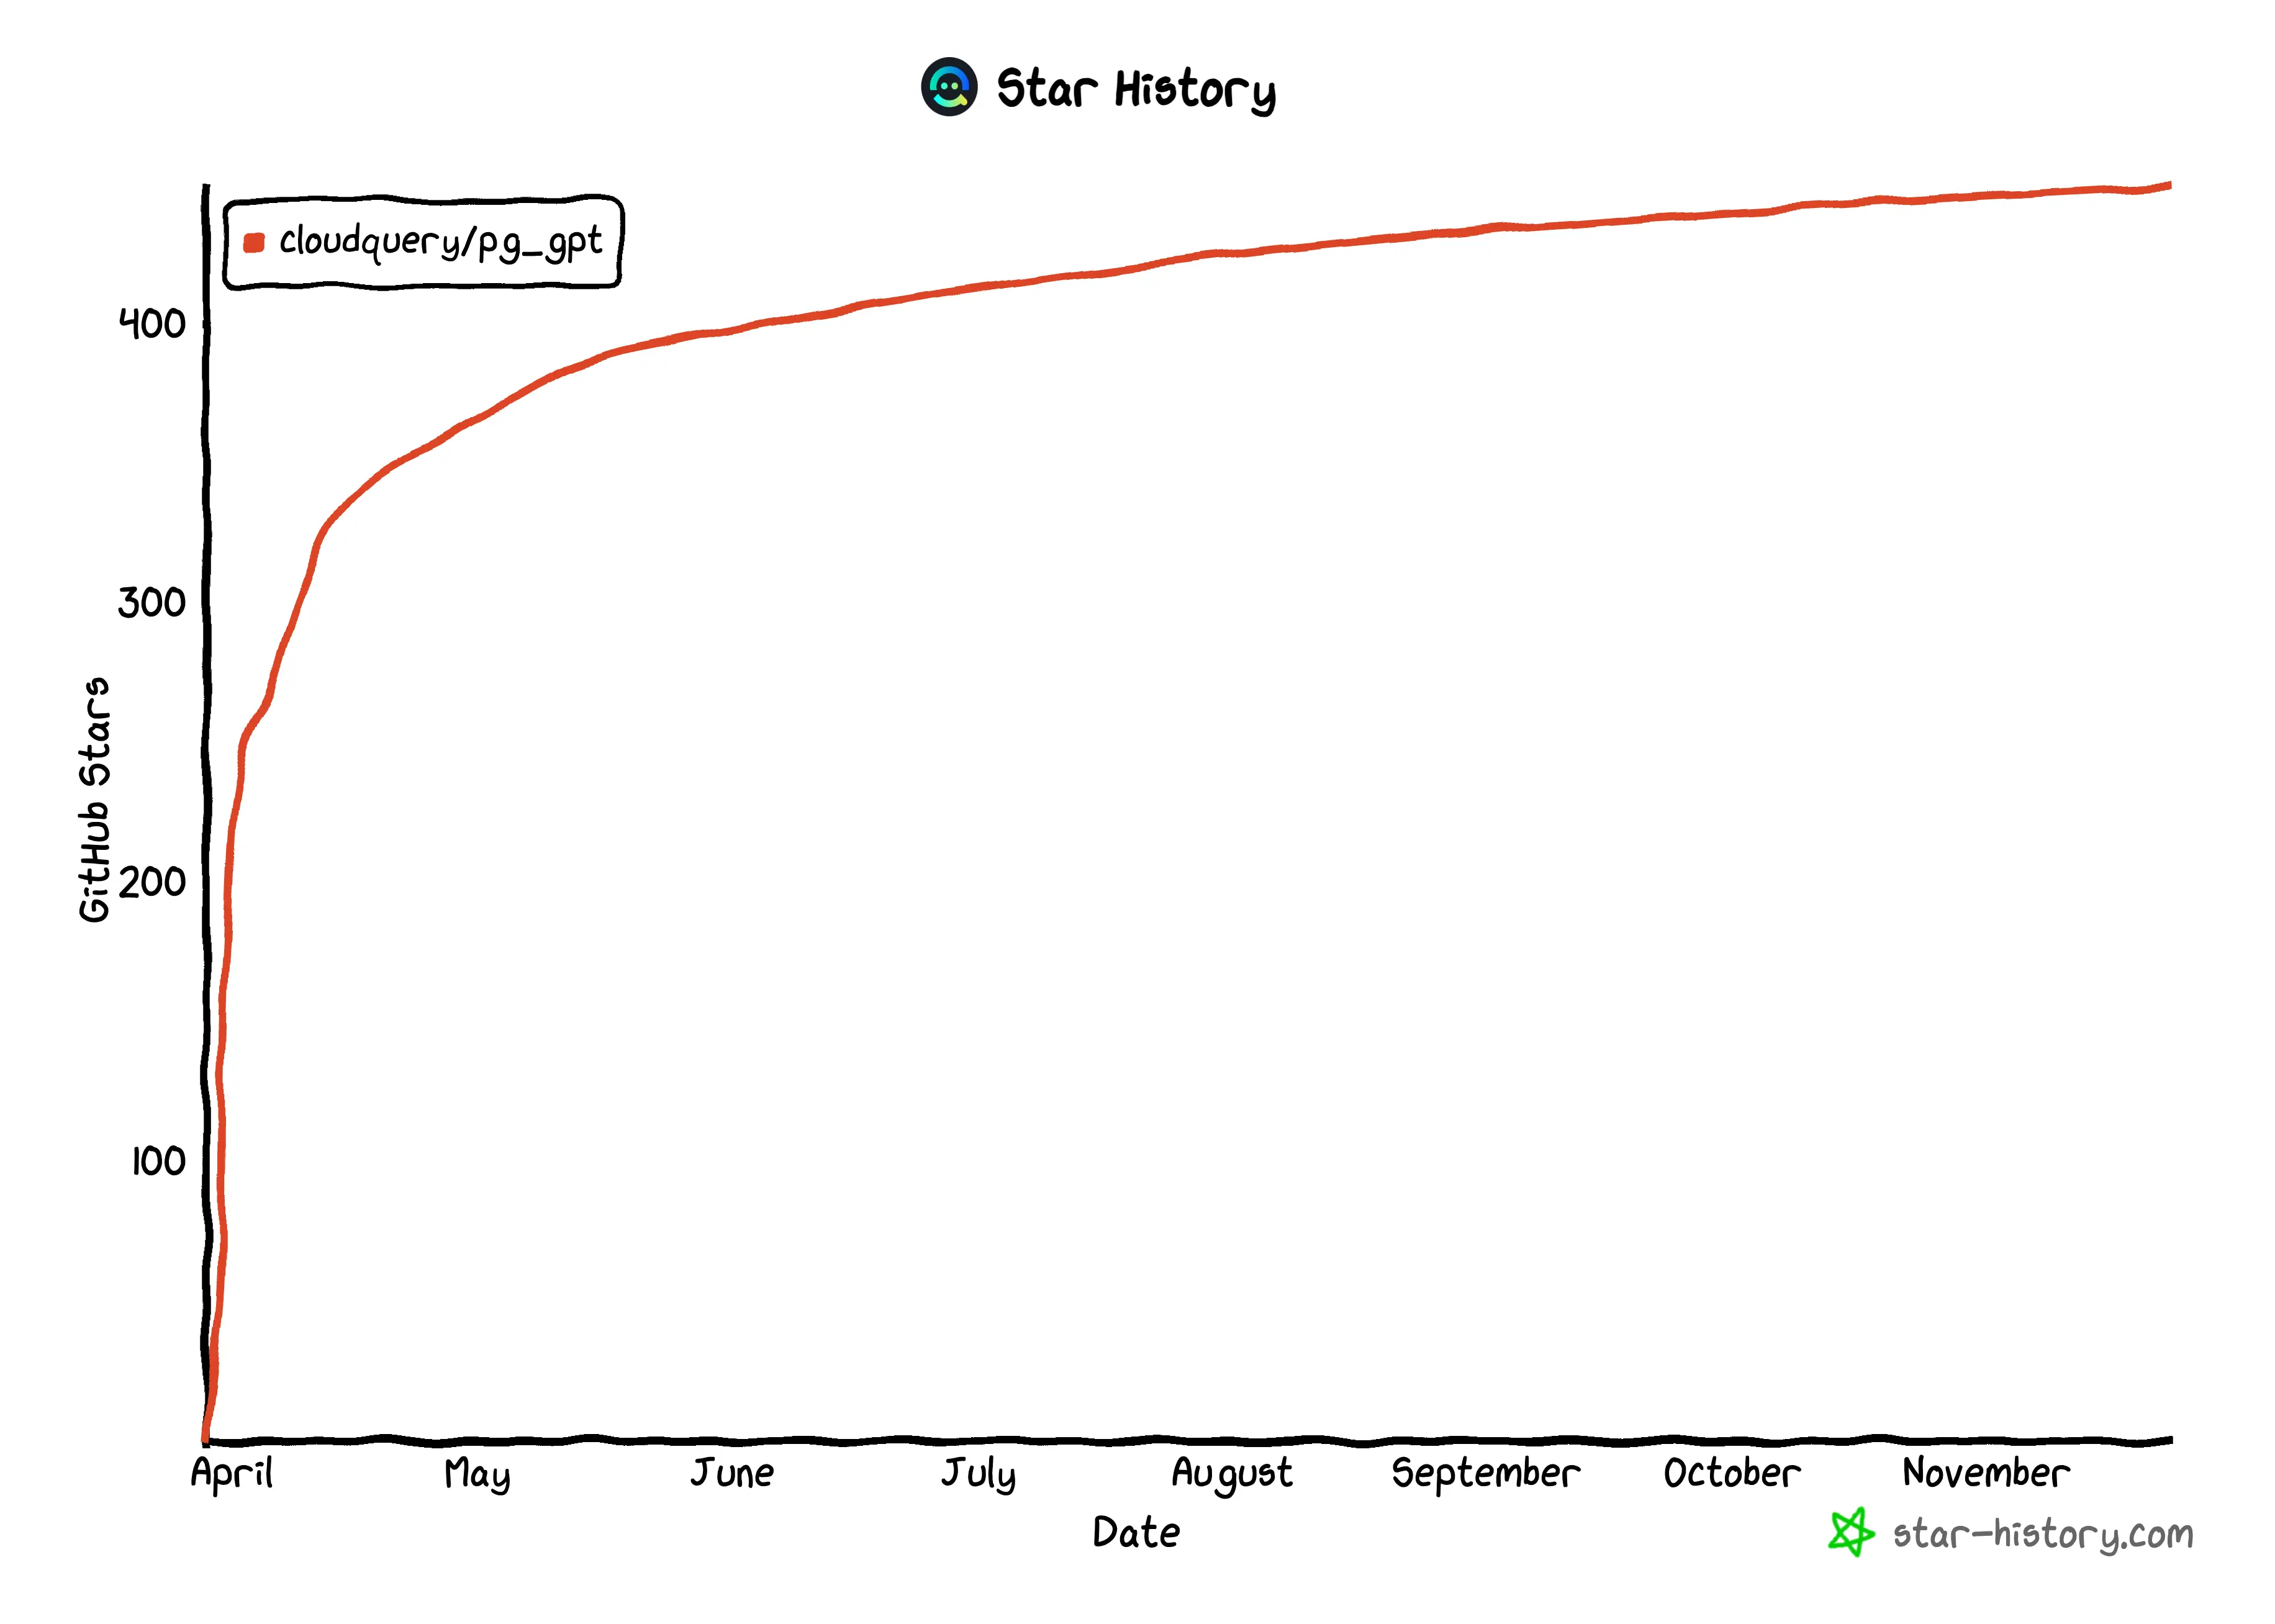 Star History
cloudquery/pg_gpt
400
300
200
100
GitHub Stars
April May June July August September October November
Date
star-history.com